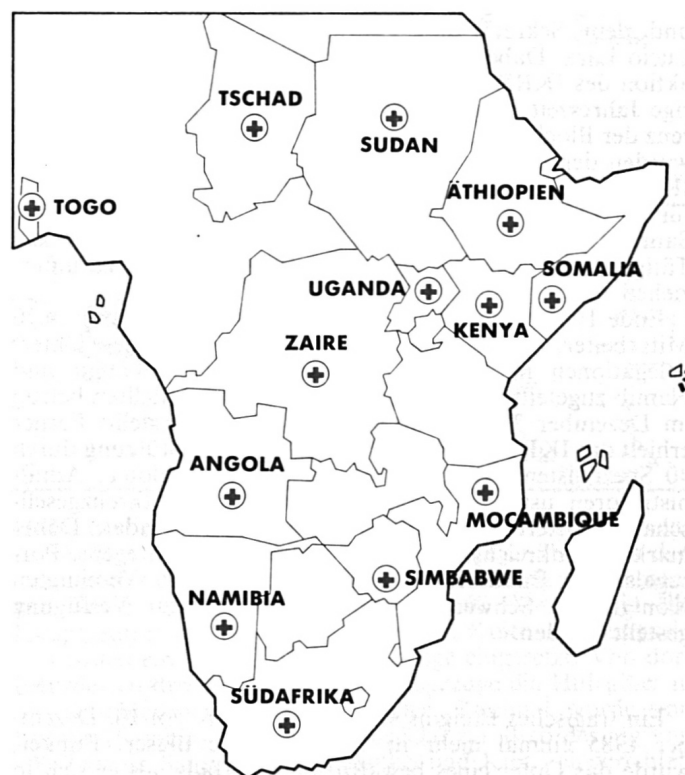 TSCHAD
SUDAN
TOGO
ÄTHIOPIEN
SOMALIA
UGANDA
KENYA
ZAIRE
ANGOLA
MOCAMBIQUE
SIMBABWE
NAMIBIA
SÜDAFRIKA